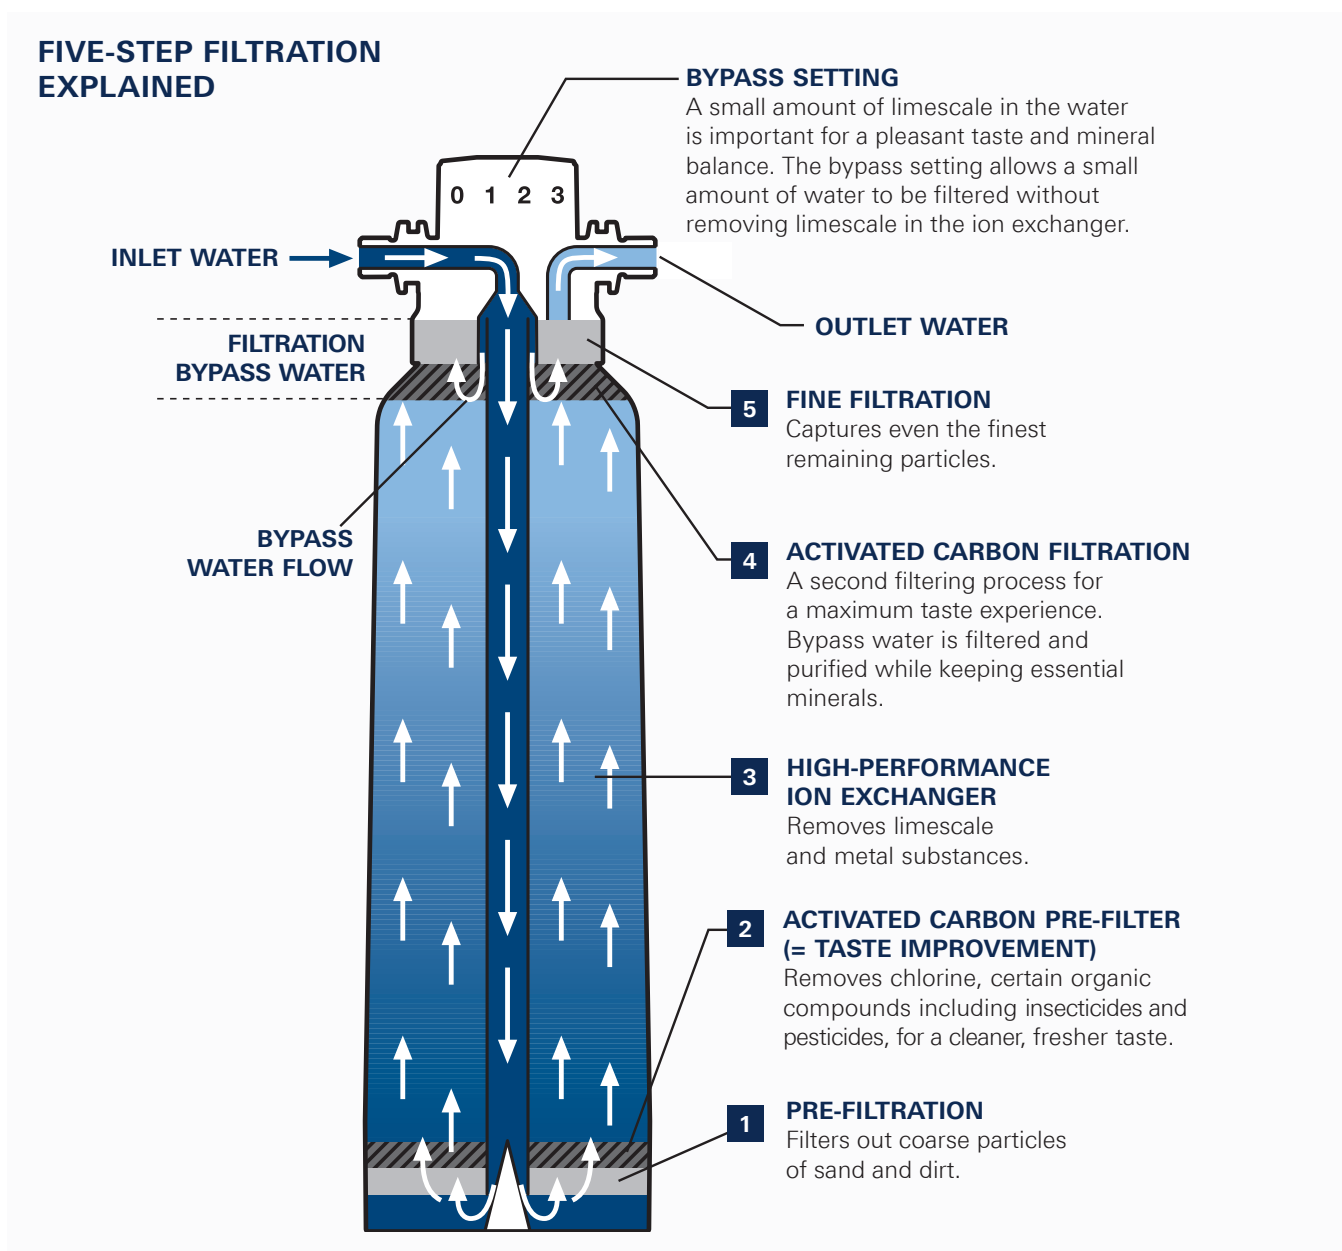 FIVE-STEP FILTRATION
EXPLAINED
BYPASS SETTING
A small amount of limescale in the water
is important for a pleasant taste and mineral
balance. The bypass setting allows a small
amount of water to be filtered without
removing limescale in the ion exchanger.
0 1 2 3
INLET WATER
OUTLET WATER
FILTRATION
BYPASS WATER
5
FINE FILTRATION
Captures even the finest
remaining particles.
BYPASS
WATER FLOW
4
ACTIVATED CARBON FILTRATION
A second filtering process for
a maximum taste experience.
Bypass water is filtered and
purified while keeping essential
minerals.
3
HIGH-PERFORMANCE
ION EXCHANGER
Removes limescale
and metal substances.
2
ACTIVATED CARBON PRE-FILTER
(= TASTE IMPROVEMENT)
Removes chlorine, certain organic
compounds including insecticides and
pesticides, for a cleaner, fresher taste.
1
PRE-FILTRATION
Filters out coarse particles
of sand and dirt.